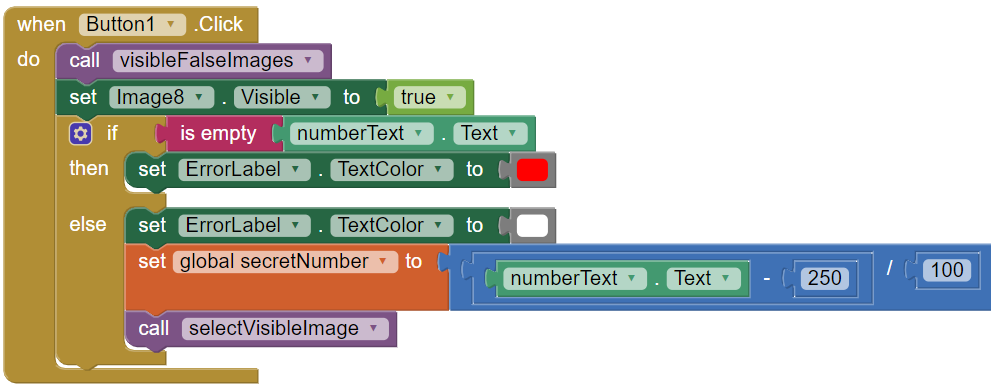 when Button1 .Click
do call visibleFalseImages
set Image8 . Visible to true
if is empty numberText . Text
then set ErrorLabel . TextColor to
else set ErrorLabel . TextColor to
set global secretNumber to numberText . Text - 250 / 100
call selectVisibleImage